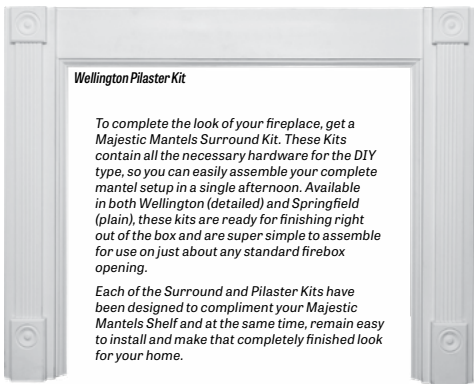 Wellington Pilaster Kit
To complete the look of your fireplace, get a
Majestic Mantels Surround Kit. These Kits
contain all the necessary hardware for the DIY
type, so you can easily assemble your complete
mantel setup in a single afternoon. Available
in both Wellington (detailed) and Springfield
(plain), these kits are ready for finishing right
out of the box and are super simple to assemble
for use on just about any standard firebox
opening.
Each of the Surround and Pilaster Kits have
been designed to compliment your Majestic
Mantels Shelf and at the same time, remain easy
to install and make that completely finished look
for your home.